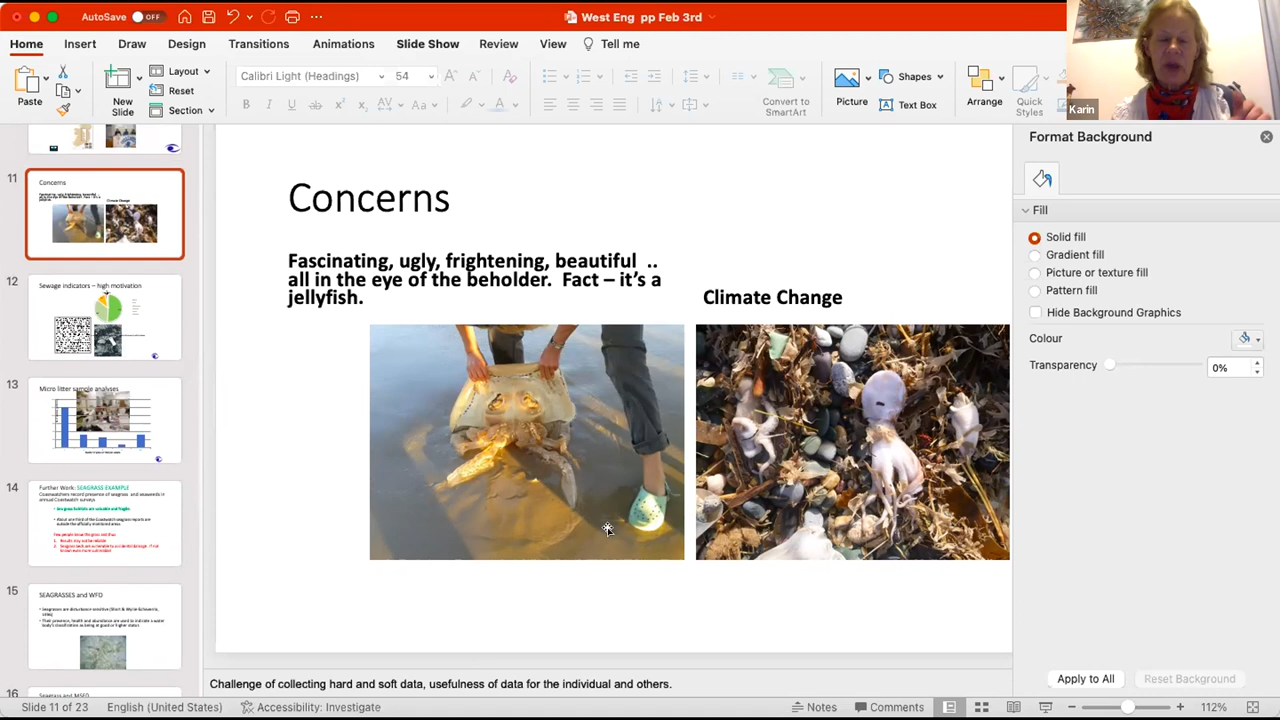 AutoSave OFF
West Eng pp Feb 3rd
Home Insert Draw Design Transitions Animations Slide Show Review View Tell me
Paste
New Slide
Layout
Reset
Section
Calibri Light (Headings) 54
Convert to SmartArt
Picture
Shapes
Text Box
Arrange
Quick Styles
Karin
11
Concerns
Climate Change
12
Sewage indicators – high motivation
13
Micro litter sample analyses
14
Further Work: SEAGRASS EXAMPLE
15
SEAGRASSES and WFD
16
Concerns
Fascinating, ugly, frightening, beautiful ..
all in the eye of the beholder. Fact – it's a
jellyfish.
Climate Change
Format Background
Fill
Solid fill
Gradient fill
Picture or texture fill
Pattern fill
Hide Background Graphics
Colour
Transparency 0%
Apply to All Reset Background
Challenge of collecting hard and soft data, usefulness of data for the individual and others.
Slide 11 of 23 English (United States) Accessibility: Investigate Notes Comments 112%